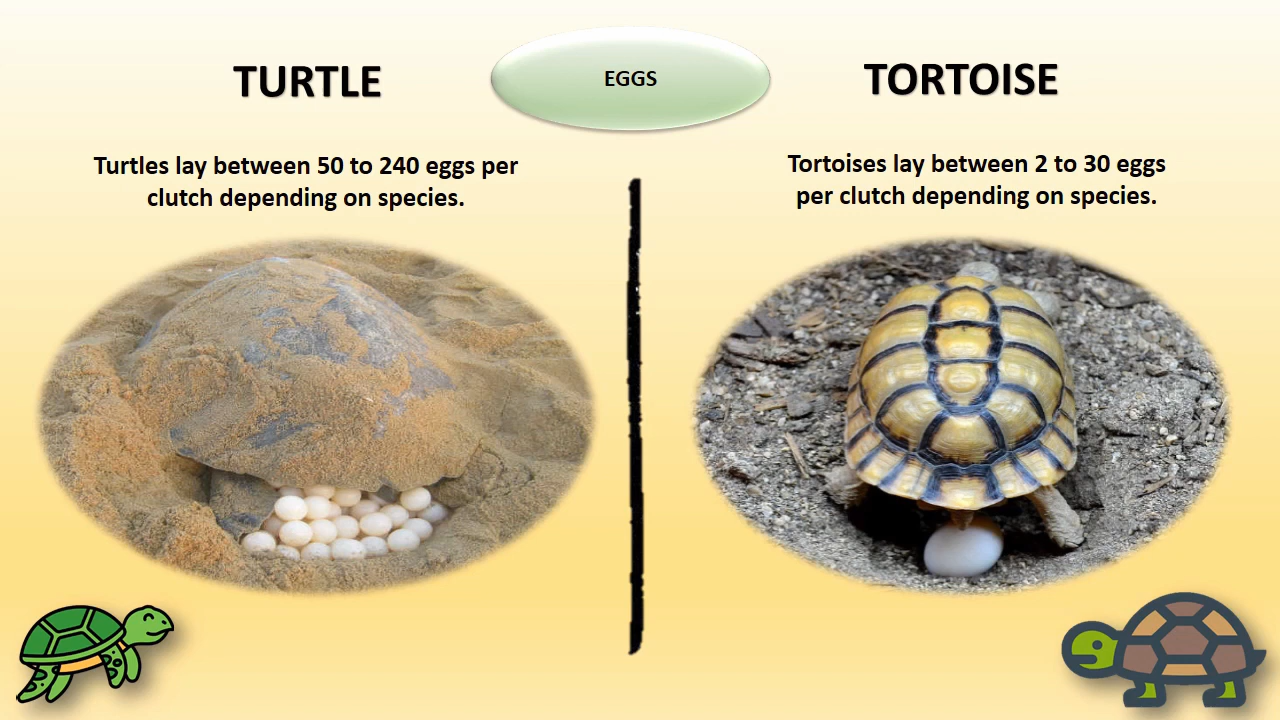 TURTLE
EGGS
TORTOISE
Turtles lay between 50 to 240 eggs per
clutch depending on species.
Tortoises lay between 2 to 30 eggs
per clutch depending on species.